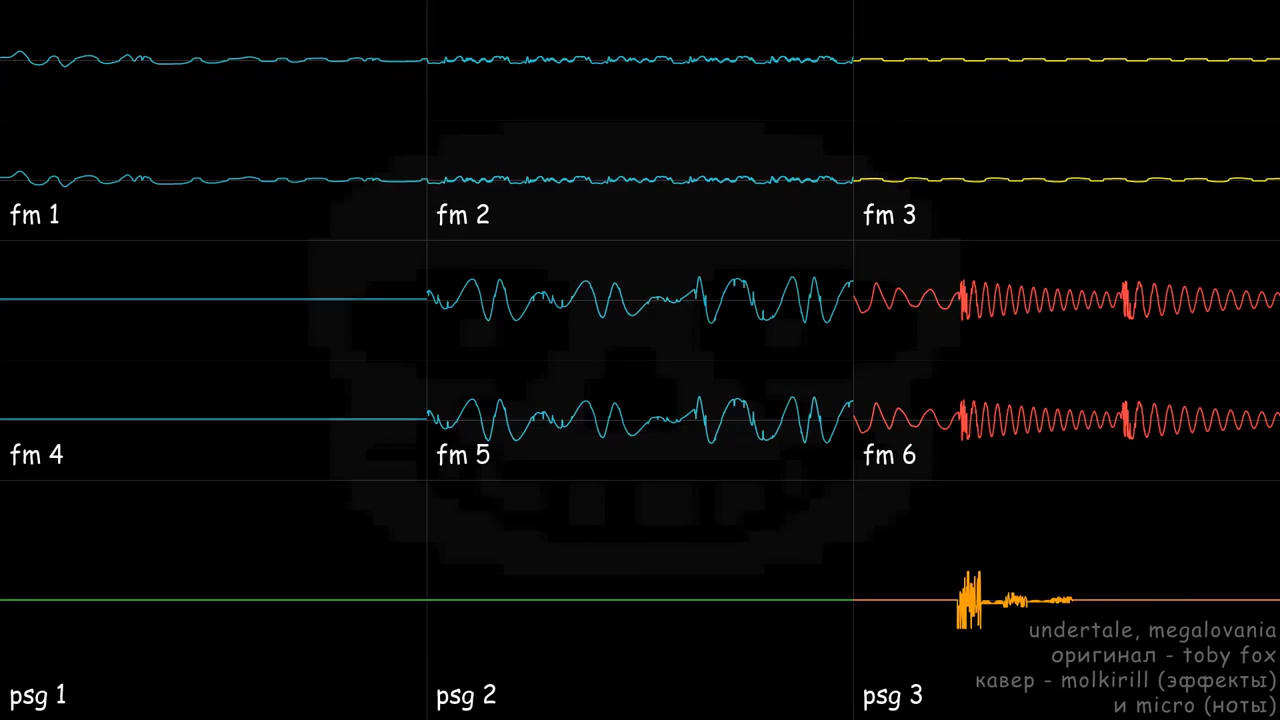 fm 1
fm 2
fm 3
fm 4
fm 5
fm 6
psg 1
psg 2
psg 3
undertale, megalovania
оригинал - toby fox
кавер - molkirill (эффекты)
и micro (ноты)